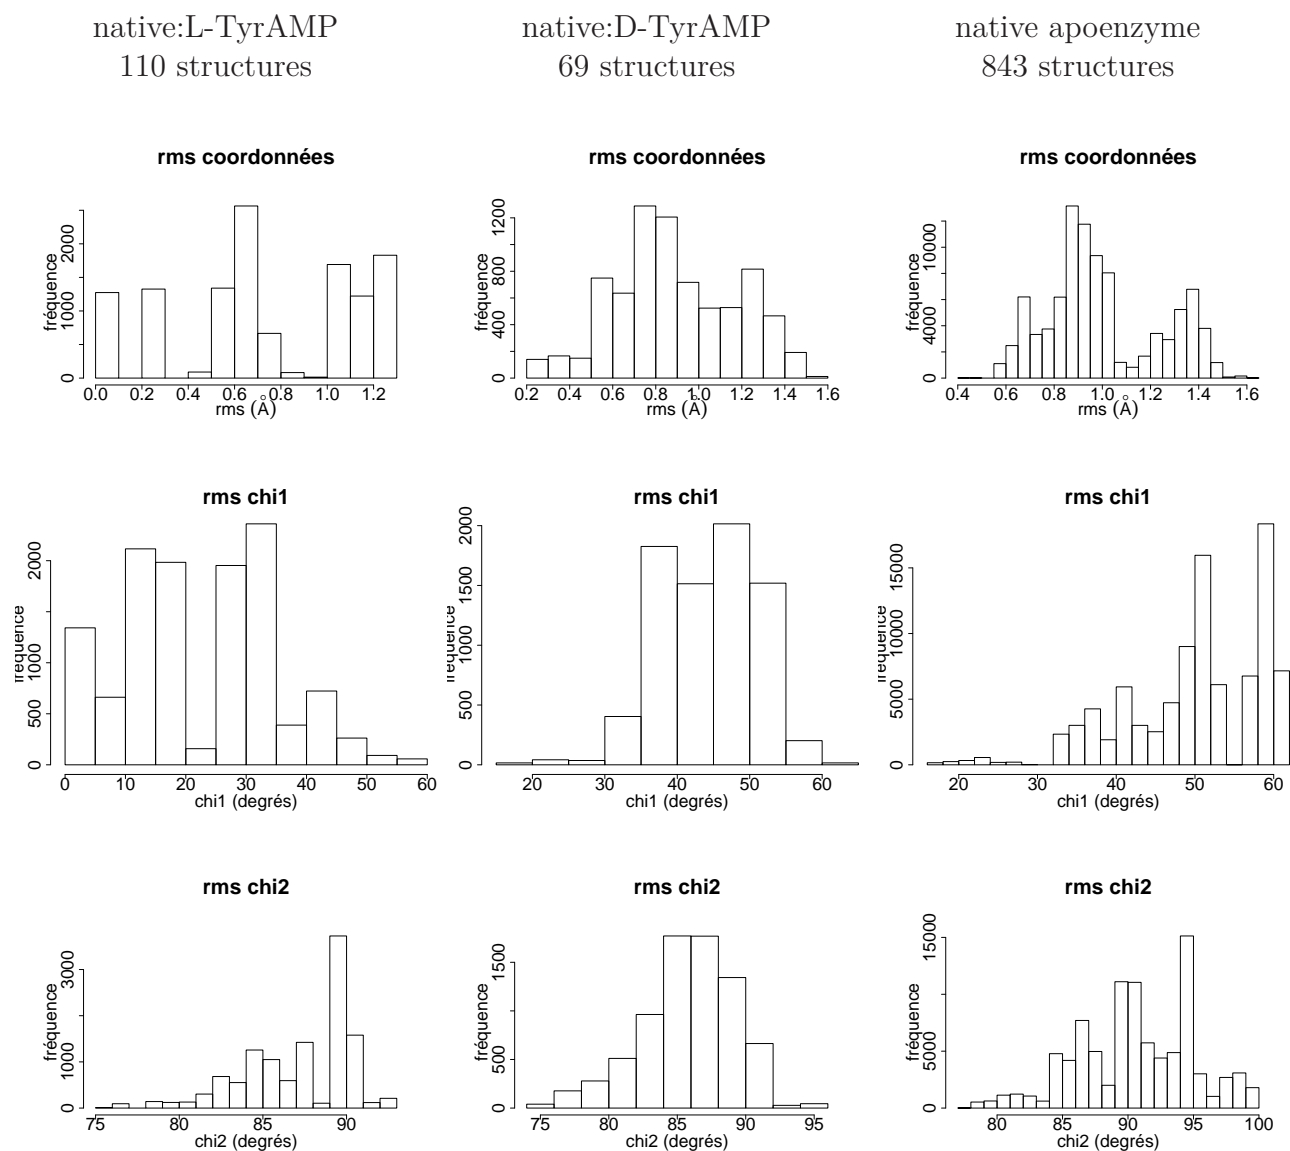 native:L-TyrAMP
110 structures
native:D-TyrAMP
69 structures
native apoenzyme
843 structures
rms coordonnées
fréquence
0 1000 2000
0.0 0.2 0.4 0.6 0.8 1.0 1.2
rms (Å)
rms coordonnées
fréquence
0 400 800 1200
0.2 0.4 0.6 0.8 1.0 1.2 1.4 1.6
rms (Å)
rms coordonnées
fréquence
0 4000 10000
0.4 0.6 0.8 1.0 1.2 1.4 1.6
rms (Å)
rms chi1
fréquence
0 500 1000 2000
0 10 20 30 40 50 60
chi1 (degrés)
rms chi1
fréquence
0 500 1000 1500 2000
20 30 40 50 60
chi1 (degrés)
rms chi1
fréquence
0 5000 10000 15000
20 30 40 50 60
chi1 (degrés)
rms chi2
fréquence
0 1000 3000
75 80 85 90
chi2 (degrés)
rms chi2
fréquence
0 500 1500
75 80 85 90 95
chi2 (degrés)
rms chi2
fréquence
0 5000 15000
80 85 90 95 100
chi2 (degrés)